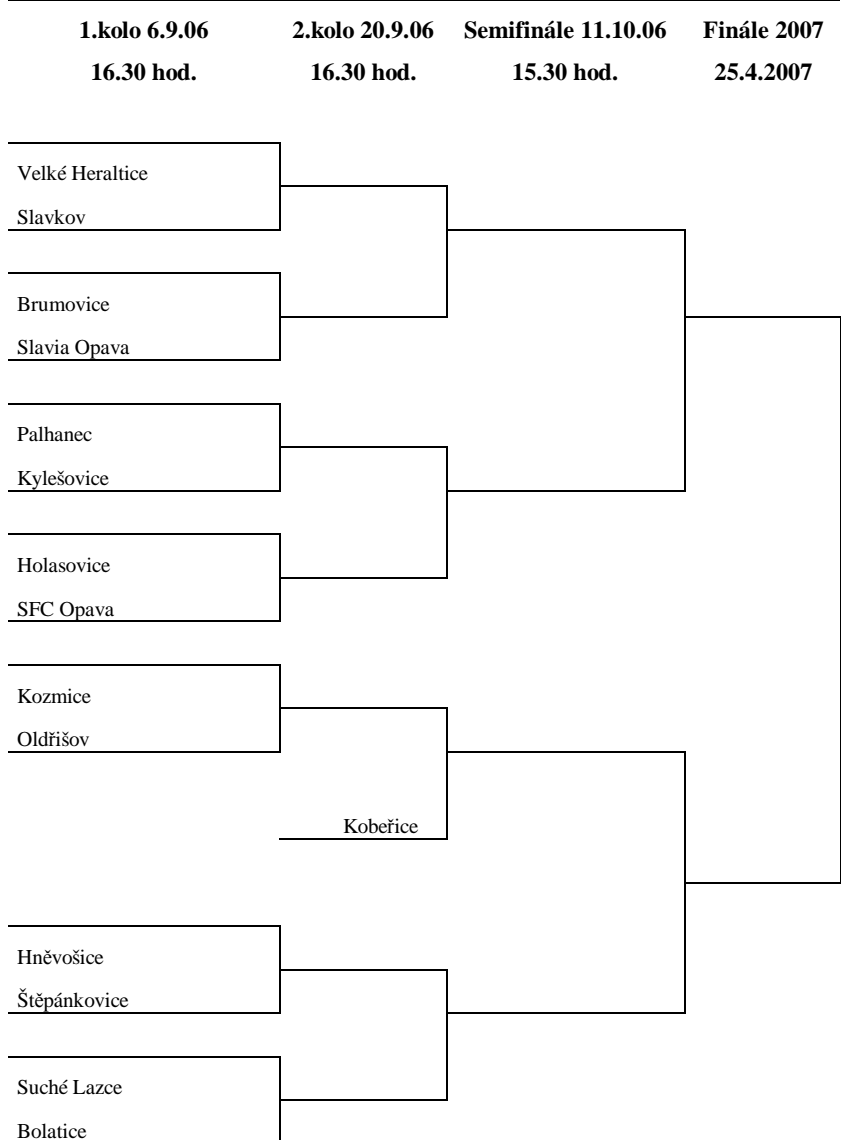 1.kolo 6.9.06 2.kolo 20.9.06 Semifinále 11.10.06 Finále 2007
16.30 hod. 16.30 hod. 15.30 hod. 25.4.2007
Velké Heraltice
Slavkov
Brumovice
Slavia Opava
Palhanec
Kylešovice
Holasovice
SFC Opava
Kozmice
Oldřišov
Kobeřice
Hněvošice
Štěpánkovice
Suché Lazce
Bolatice